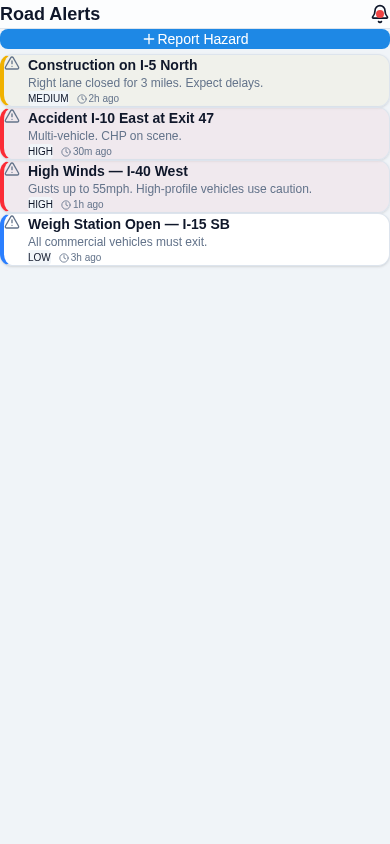 Road Alerts
Report Hazard
Construction on I-5 North
Right lane closed for 3 miles. Expect delays.
MEDIUM 2h ago
Accident I-10 East at Exit 47
Multi-vehicle. CHP on scene.
HIGH 30m ago
High Winds — I-40 West
Gusts up to 55mph. High-profile vehicles use caution.
HIGH 1h ago
Weigh Station Open — I-15 SB
All commercial vehicles must exit.
LOW 3h ago